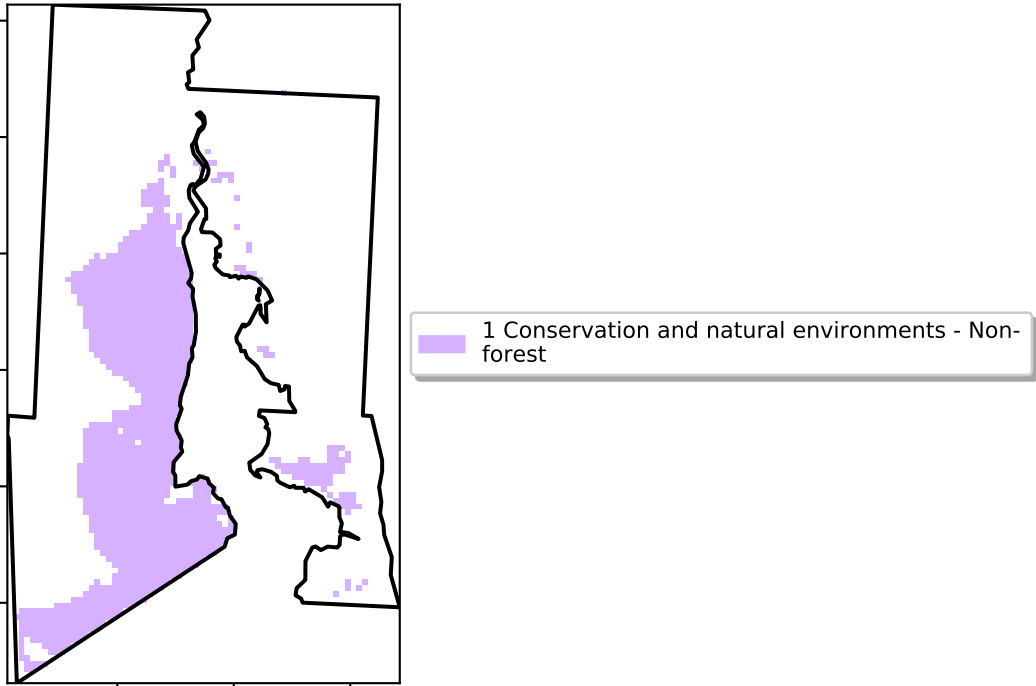 1 Conservation and natural environments - Non-
forest